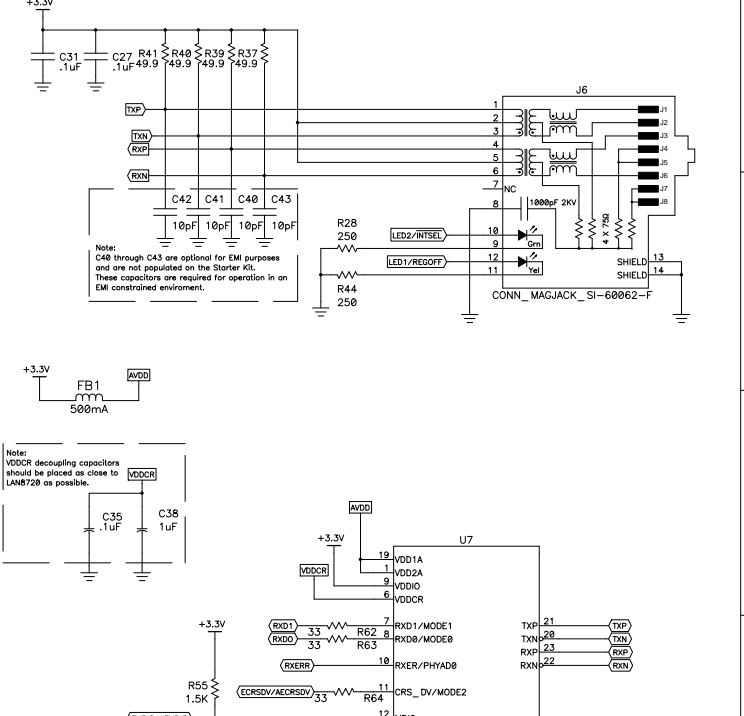 +3.3V
C31
.1uF
C27
.1uF
R41
49.9
R40
49.9
R39
49.9
R37
49.9
J6
TXP
TXN
RXP
RXN
1
2
3
4
5
6
7
NC
8
10
9
12
11
J1
J2
J3
J4
J5
J6
J7
J8
1000pF 2KV
4 X 75Ω
Grn
Yel
SHIELD 13
SHIELD 14
CONN_MAGJACK_SI-60062-F
C42
10pF
C41
10pF
C40
10pF
C43
10pF
Note:
C40 through C43 are optional for EMI purposes
and are not populated on the Starter Kit.
These capacitors are required for operation in an
EMI constrained enviroment.
R28
250
LED2/INTSEL
LED1/REGOFF
R44
250
+3.3V
AVDD
FB1
500mA
Note:
VDDCR decoupling capacitors
should be placed as close to
LAN8720 as possible.
VDDCR
C35
.1uF
C38
1uF
AVDD
+3.3V
VDDCR
U7
19 VDD1A
1 VDD2A
9 VDDIO
6 VDDCR
RXD1 33 R62 7 RXD1/MODE1
RXD0 33 R63 8 RXD0/MODE0
RXERR 10 RXER/PHYAD0
ECRSDV/AECRSDV 33 R64 11 CRS_DV/MODE2
12
TXP 21 TXP
TXN 20 TXN
RXP 23 RXP
RXN 22 RXN
+3.3V
R55
1.5K